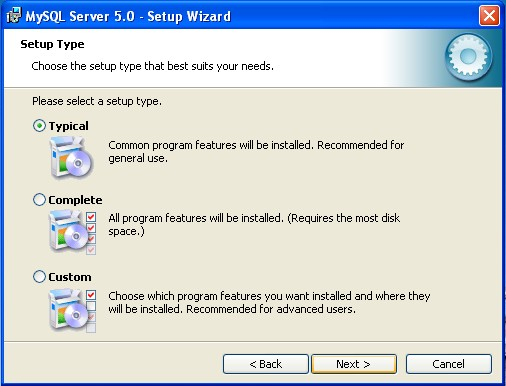 MySQL Server 5.0 - Setup Wizard
Setup Type
Choose the setup type that best suits your needs.
Please select a setup type.
Typical
Common program features will be installed. Recommended for
general use.
Complete
All program features will be installed. (Requires the most disk
space.)
Custom
Choose which program features you want installed and where they
will be installed. Recommended for advanced users.
< Back
Next >
Cancel